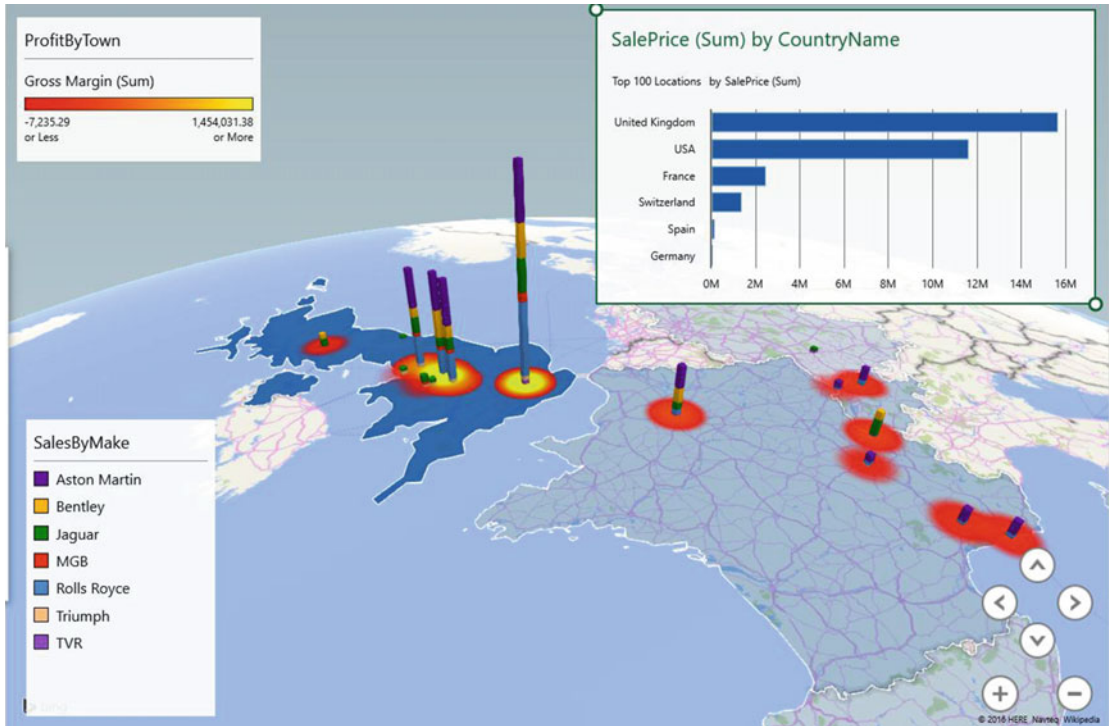 ProfitByTown
Gross Margin (Sum)
-7,235.29 1,454,031.38
or Less or More
SalePrice (Sum) by CountryName
Top 100 Locations by SalePrice (Sum)
United Kingdom
USA
France
Switzerland
Spain
Germany
0M 2M 4M 6M 8M 10M 12M 14M 16M
SalesByMake
Aston Martin
Bentley
Jaguar
MGB
Rolls Royce
Triumph
TVR
bing
© 2016 HERE Navteq Wikipedia